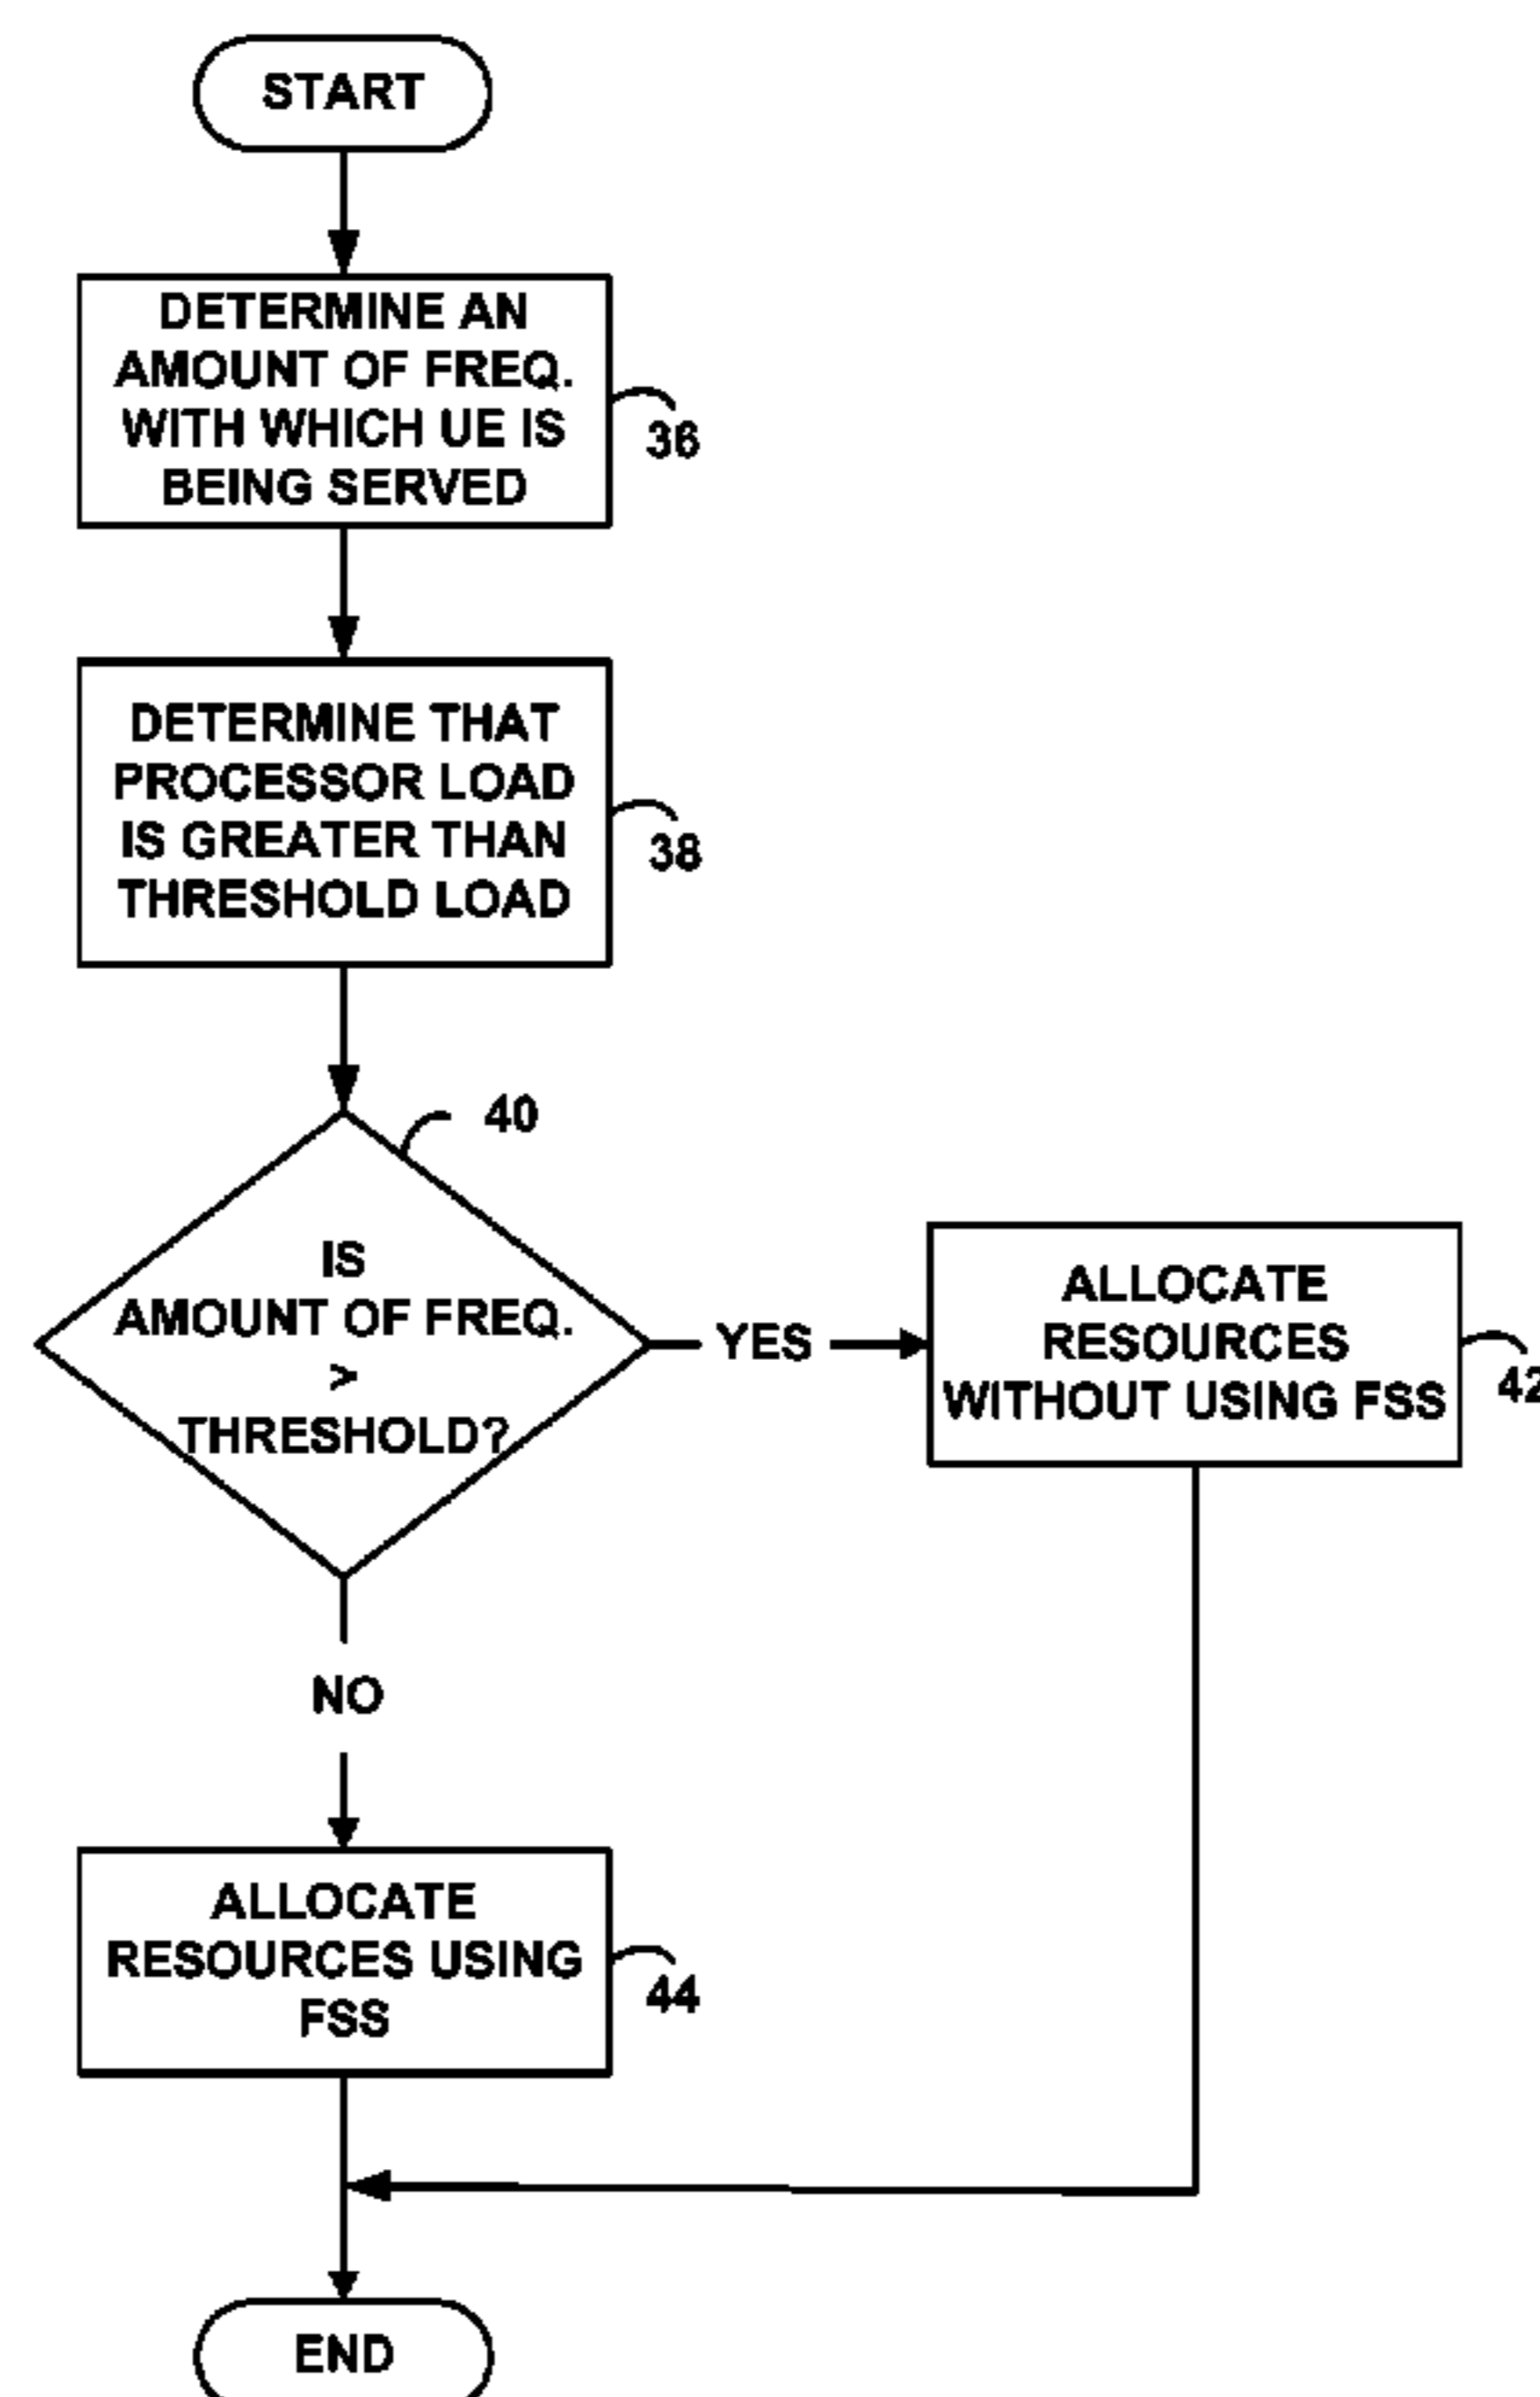 START
DETERMINE AN
AMOUNT OF FREQ.
WITH WHICH UE IS
BEING SERVED
36
DETERMINE THAT
PROCESSOR LOAD
IS GREATER THAN
THRESHOLD LOAD
38
40
IS
AMOUNT OF FREQ.
>
THRESHOLD?
YES
ALLOCATE
RESOURCES
WITHOUT USING FSS
42
NO
ALLOCATE
RESOURCES USING
FSS
44
END